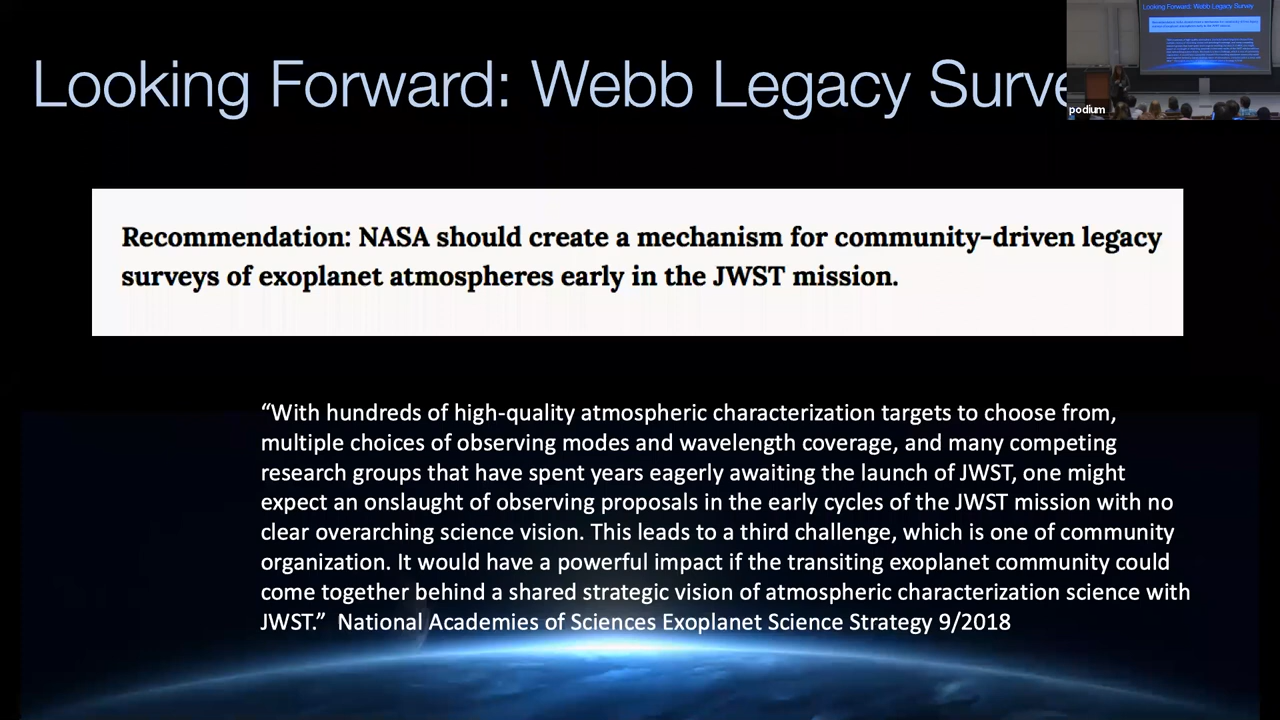 Looking Forward: Webb Legacy Surve
podium
Looking Forward: Webb Legacy Survey
Recommendation: NASA should create a mechanism for community-driven legacy
surveys of exoplanet atmospheres early in the JWST mission.
“With hundreds of high-quality atmospheric characterization targets to choose from,
multiple choices of observing modes and wavelength coverage, and many competing
research groups that have spent years eagerly awaiting the launch of JWST, one might
expect an onslaught of observing proposals in the early cycles of the JWST mission with no
clear overarching science vision. This leads to a third challenge, which is one of community
organization. It would have a powerful impact if the transiting exoplanet community could
come together behind a shared strategic vision of atmospheric characterization science with
JWST.”  National Academies of Sciences Exoplanet Science Strategy 9/2018